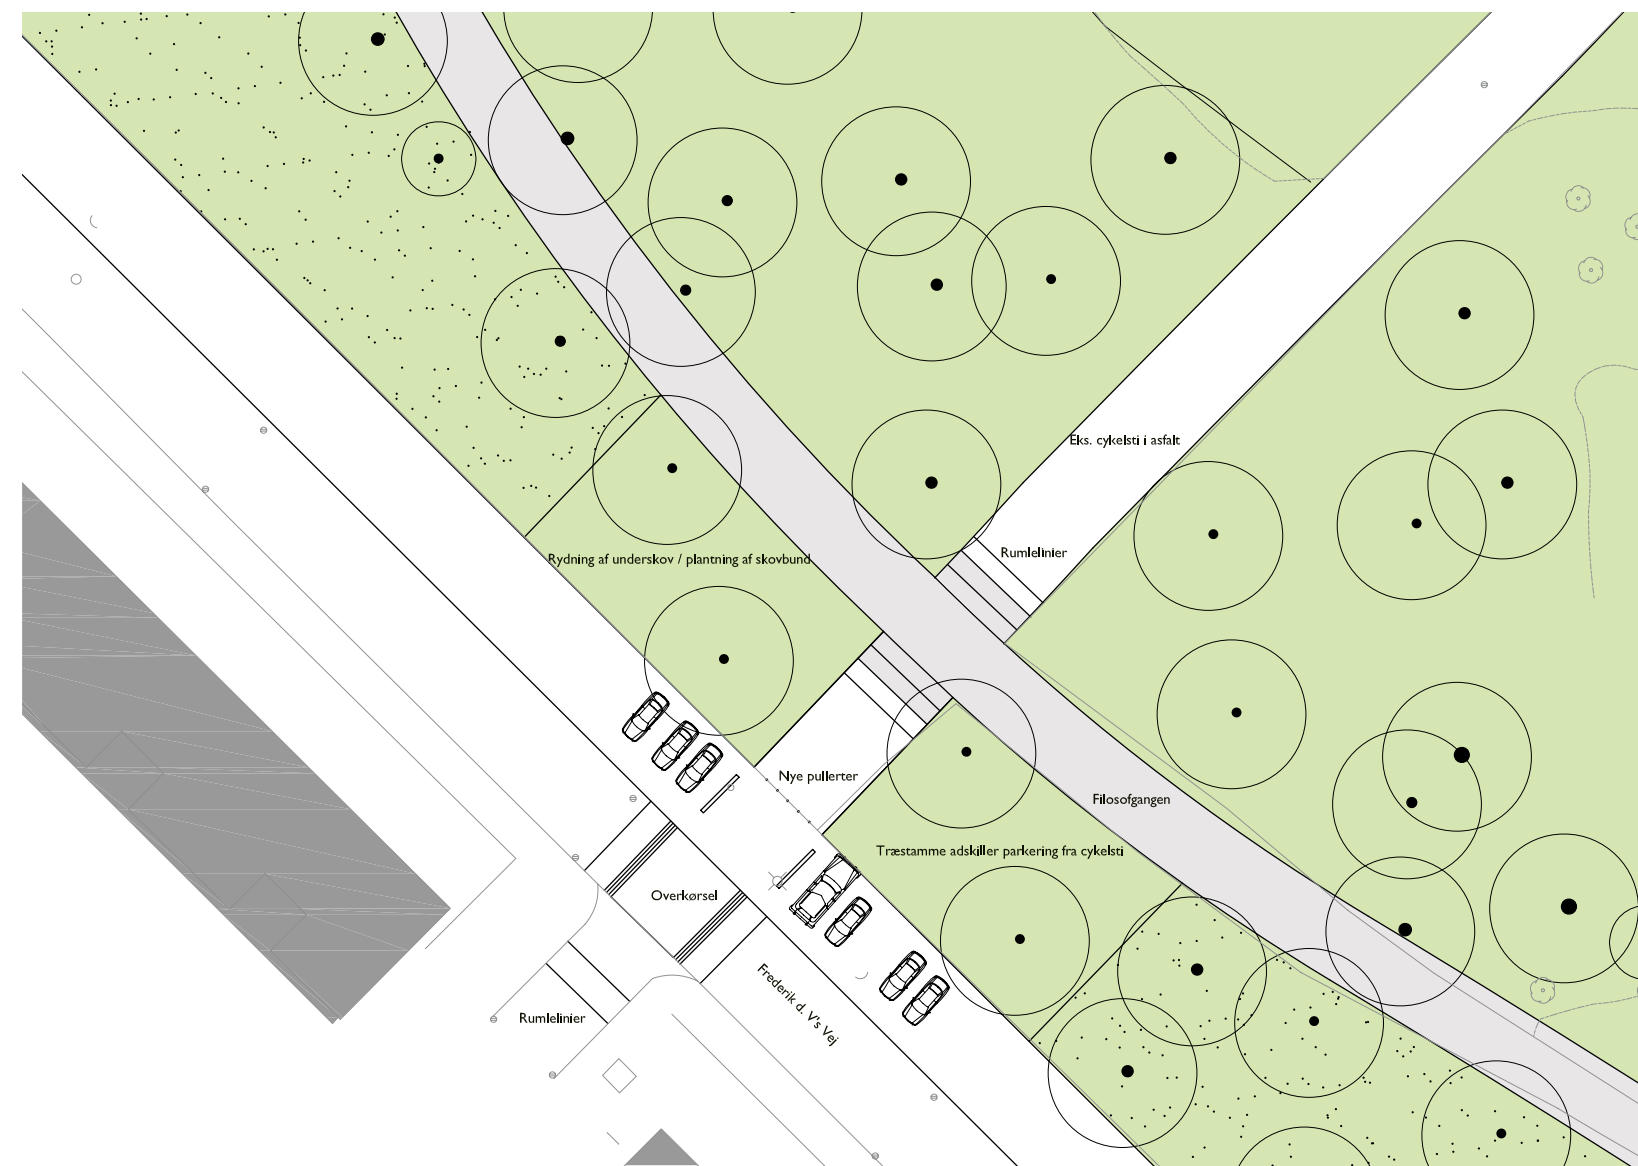 Eks. cykelsti i asfalt
Rumlelinier
Rydning af underskov / plantning af skovbund
Nye pullerter
Filosofgangen
Træstamme adskiller parkering fra cykelsti
Overkørsel
Frederik d. V's Vej
Rumlelinier